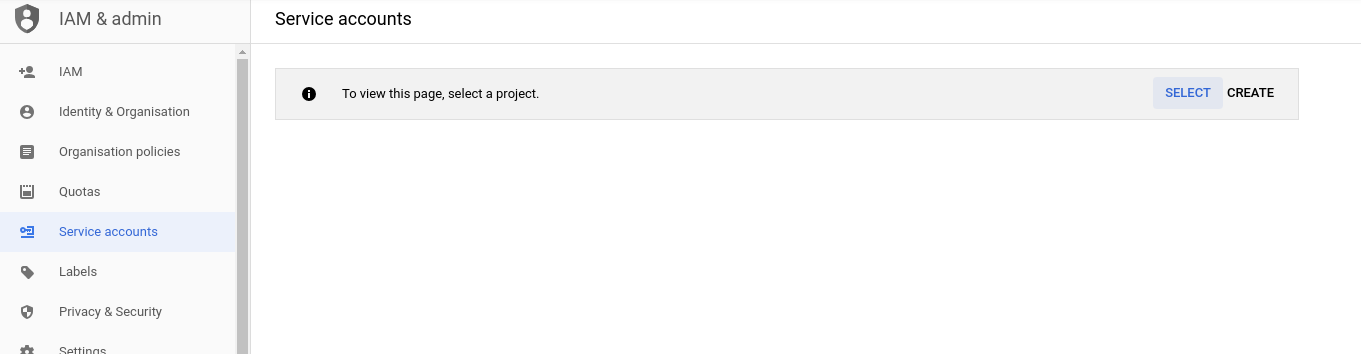 IAM & admin
Service accounts
IAM
Identity & Organisation
Organisation policies
Quotas
Service accounts
Labels
Privacy & Security
Settings
To view this page, select a project.
SELECT CREATE